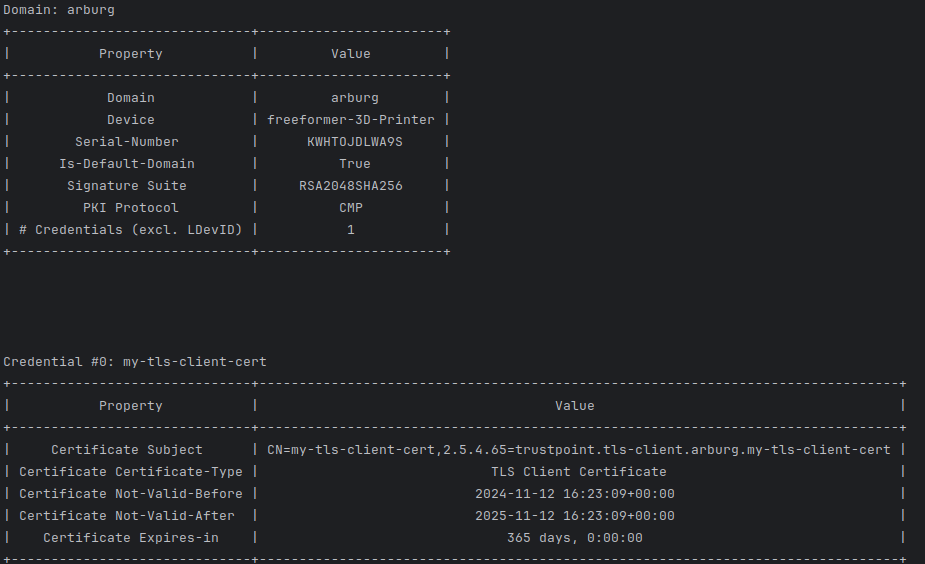 Domain: arburg
+------------------------------+-----------------------+
| Property | Value |
+------------------------------+-----------------------+
| Domain | arburg |
| Device | freeformer-3D-Printer |
| Serial-Number | KWHTOJDLWA9S |
| Is-Default-Domain | True |
| Signature Suite | RSA2048SHA256 |
| PKI Protocol | CMP |
| # Credentials (excl. LDevID) | 1 |
+------------------------------+-----------------------+
Credential #0: my-tls-client-cert
+------------------------------+--------------------------------------------------------------------------------+
| Property | Value |
+------------------------------+--------------------------------------------------------------------------------+
| Certificate Subject | CN=my-tls-client-cert,2.5.4.65=trustpoint.tls-client.arburg.my-tls-client-cert |
| Certificate Certificate-Type | TLS Client Certificate |
| Certificate Not-Valid-Before | 2024-11-12 16:23:09+00:00 |
| Certificate Not-Valid-After | 2025-11-12 16:23:09+00:00 |
| Certificate Expires-in | 365 days, 0:00:00 |
+------------------------------+--------------------------------------------------------------------------------+